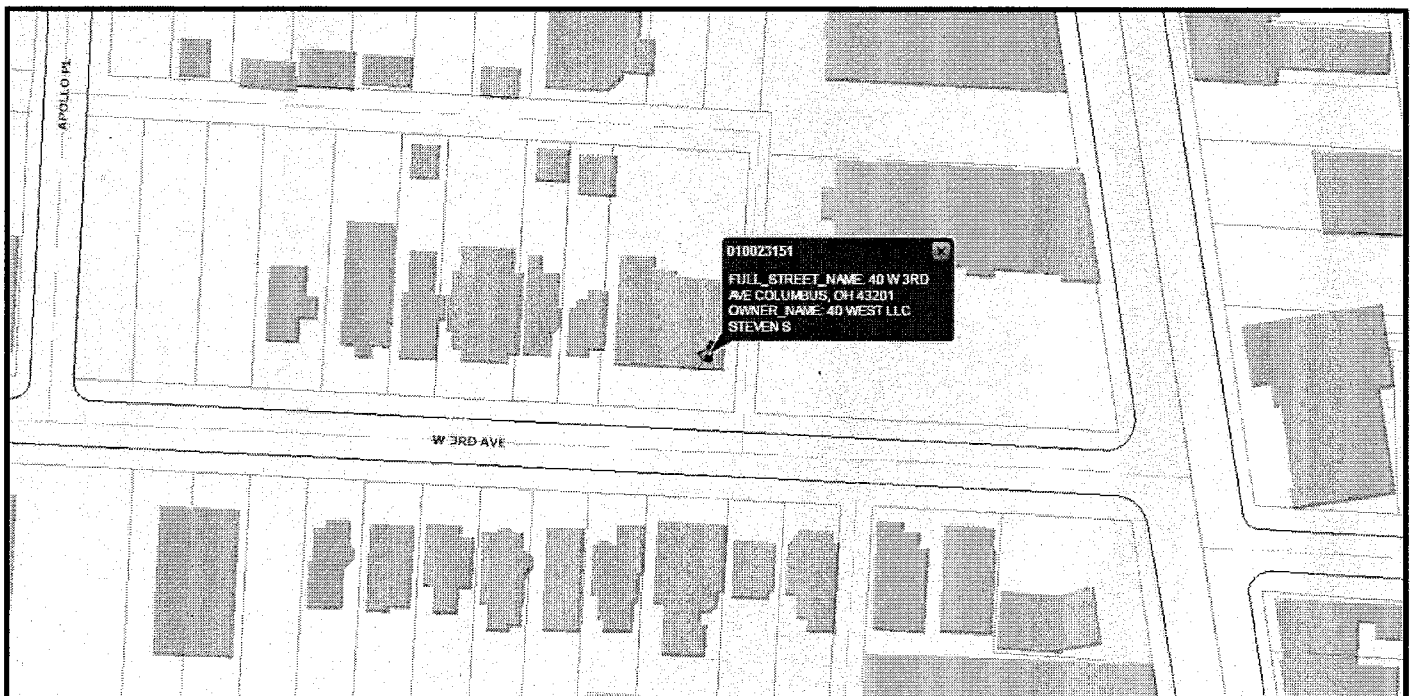 APOLLO PL
010023151
FULL_STREET_NAME: 40 W 3RD
AVE COLUMBUS, OH 43201
OWNER_NAME: 40 WEST LLC
STEVEN S
W 3RD AVE